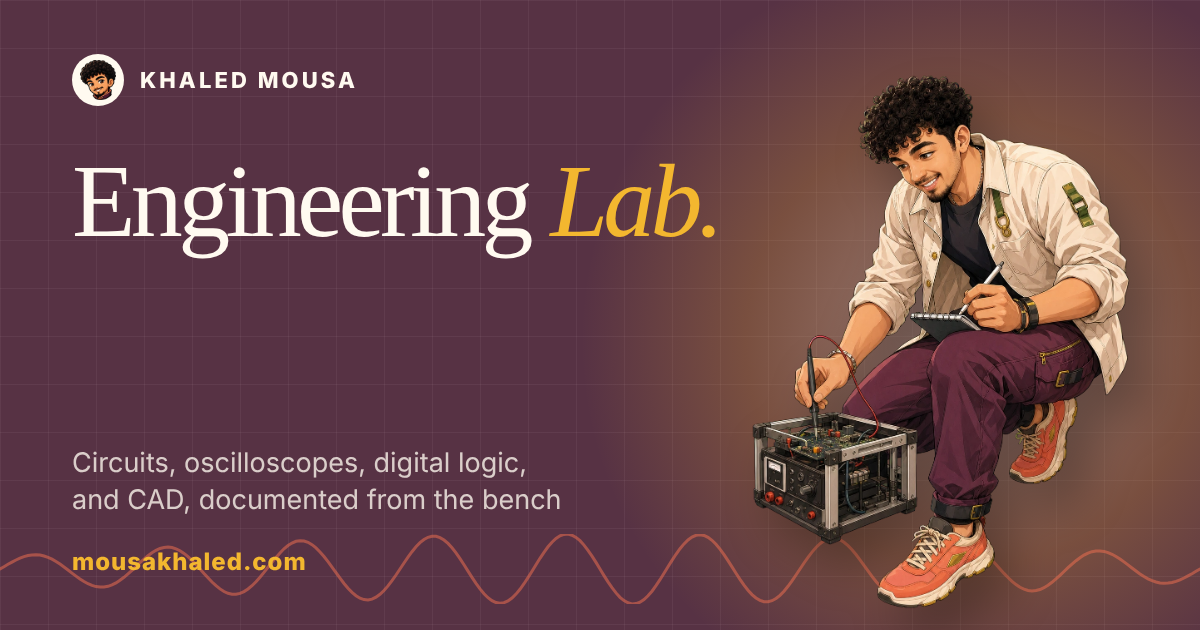 KHALED MOUSA
Engineering Lab.
Circuits, oscilloscopes, digital logic,
and CAD, documented from the bench
mousakhaled.com